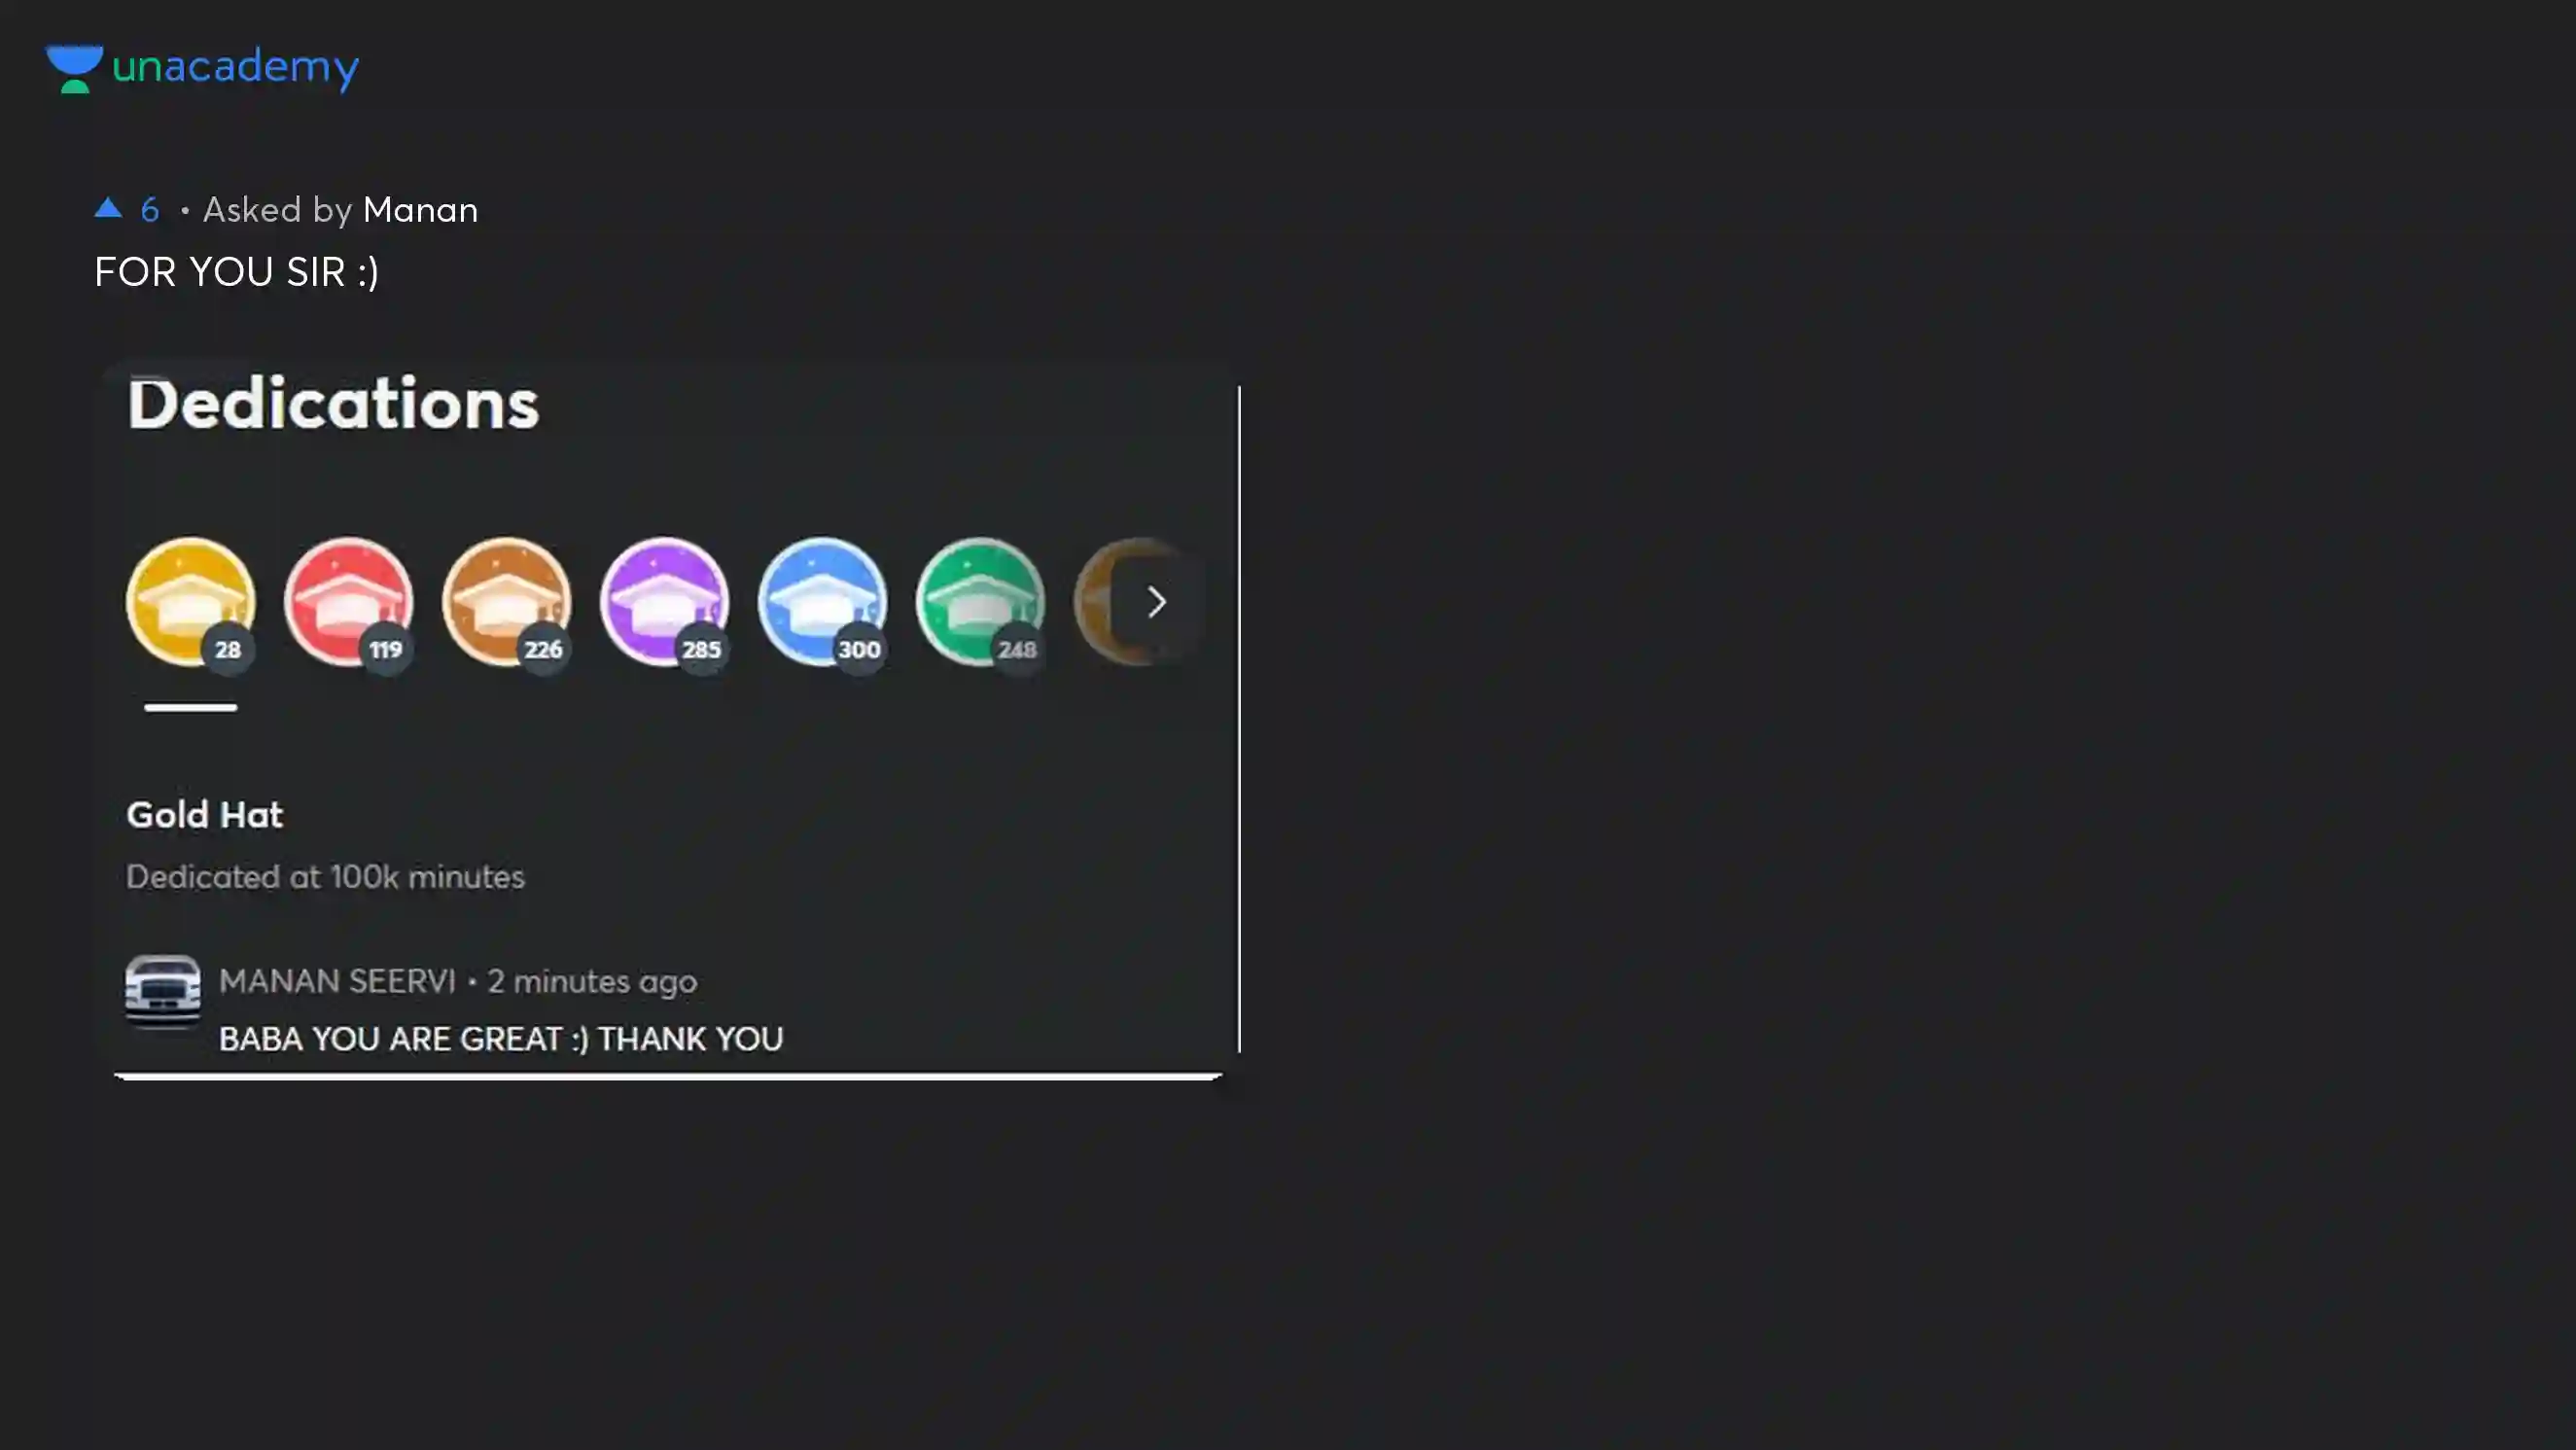 unacademy
6 • Asked by Manan
FOR YOU SIR :)
Dedications
28 119 226 285 300 248
Gold Hat
Dedicated at 100k minutes
MANAN SEERVI • 2 minutes ago
BABA YOU ARE GREAT :) THANK YOU